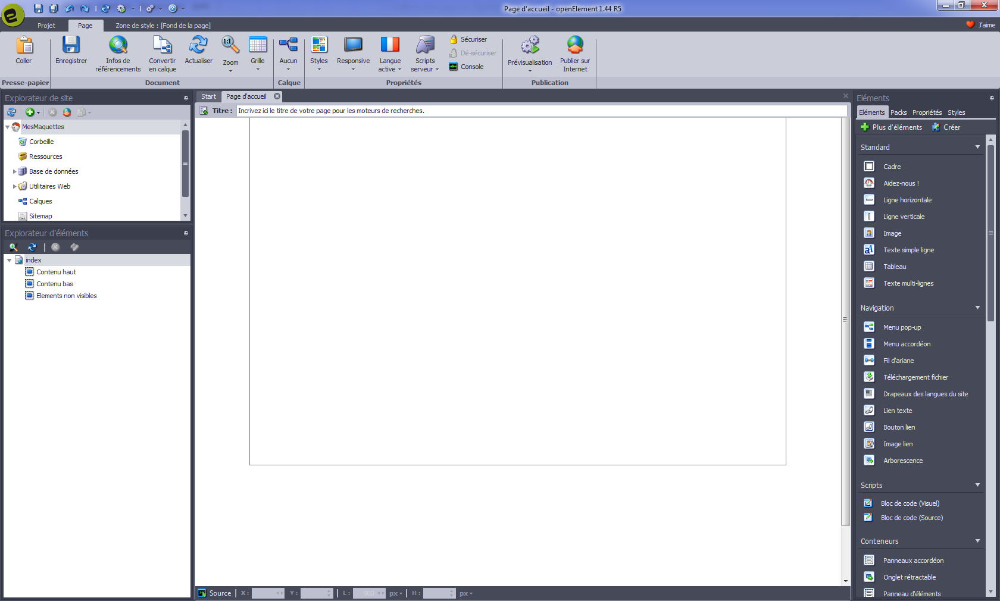 Page d'accueil - openElement 1.44 R5
Projet
Page
Zone de style : [Fond de la page]
J'aime
Coller
Enregistrer
Infos de
référencements
Convertir
en calque
Actualiser
1:1
Zoom
Grille
Aucun
Styles
Responsive
Langue
active
Scripts
serveur
Sécuriser
Dé-sécuriser
Console
Prévisualisation
Publier sur
Internet
Presse-papier
Document
Calque
Propriétés
Publication
Explorateur de site
MesMaquettes
Corbeille
Ressources
Base de données
Utilitaires Web
Calques
Sitemap
Explorateur d'éléments
index
Contenu haut
Contenu bas
Elements non visibles
Start
Page d'accueil
Titre :
Incrivez ici le titre de votre page pour les moteurs de recherches.
Source
X :
Y :
L :
900
px
H :
px
Eléments
Eléments
Packs
Propriétés
Styles
Plus d'éléments
Créer
Standard
Cadre
Aidez-nous !
Ligne horizontale
Ligne verticale
Image
Texte simple ligne
Tableau
Texte multi-lignes
Navigation
Menu pop-up
Menu accordéon
Fil d'ariane
Téléchargement fichier
Drapeaux des langues du site
Lien texte
Bouton lien
Image lien
Arborescence
Scripts
Bloc de code (Visuel)
Bloc de code (Source)
Conteneurs
Panneaux accordéon
Onglet rétractable
Panneau d'éléments